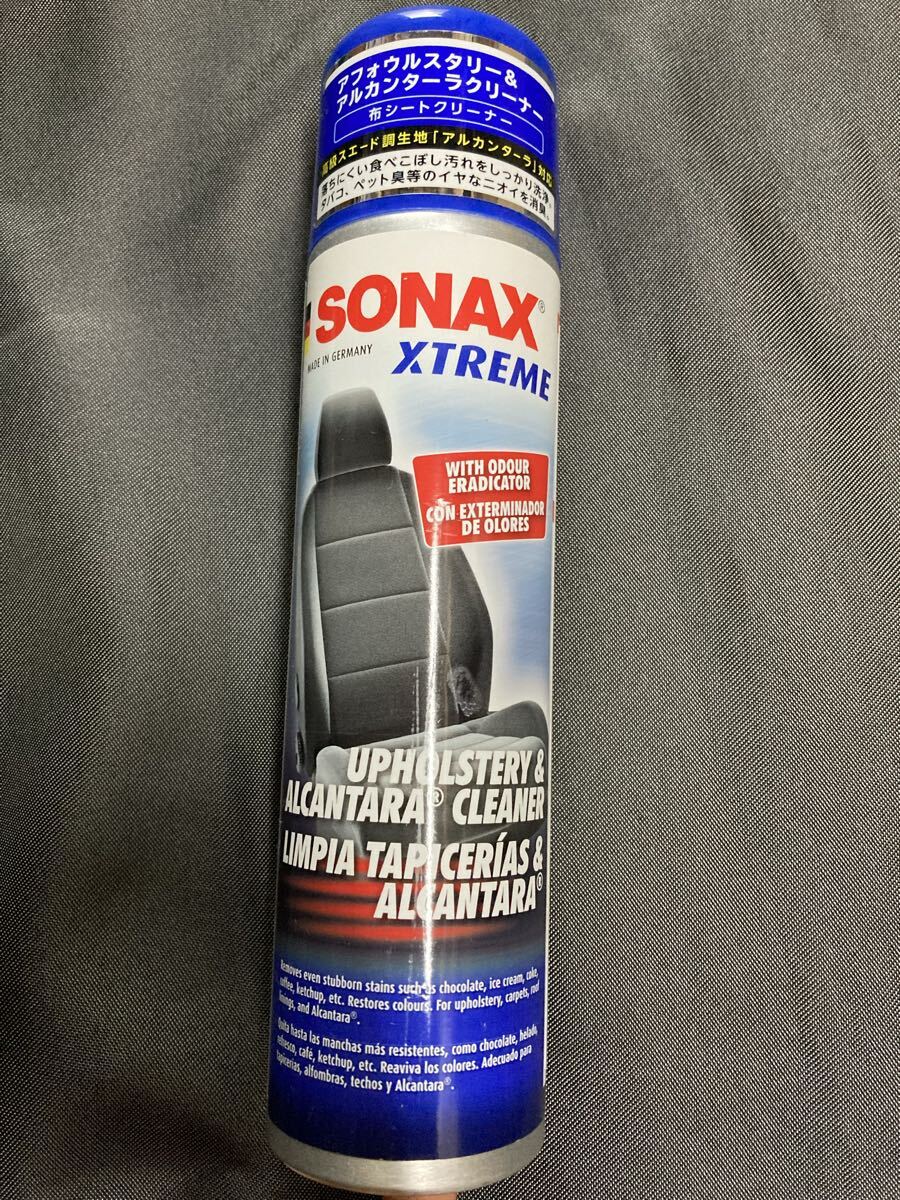 アフォウルスタリー&
アルカンターラクリーナー
布シートクリーナー
高級スエード調生地「アルカンターラ」対応
落ちにくい食べこぼし汚れをしっかり洗浄。
タバコ、ペット臭等のイヤなニオイを消臭。
SONAX®
MADE IN GERMANY
XTREME
WITH ODOUR
ERADICATOR
CON EXTERMINADOR
DE OLORES
UPHOLSTERY &
ALCANTARA® CLEANER
LIMPIA TAPICERÍAS &
ALCANTARA®
Removes even stubborn stains such as chocolate, ice cream, cola,
coffee, ketchup, etc. Restores colours. For upholstery, carpets, roof
linings, and Alcantara®.
Quita hasta las manchas más resistentes, como chocolate, helado,
refresco, café, ketchup, etc. Reaviva los colores. Adecuado para
tapicerías, alfombras, techos y Alcantara®.